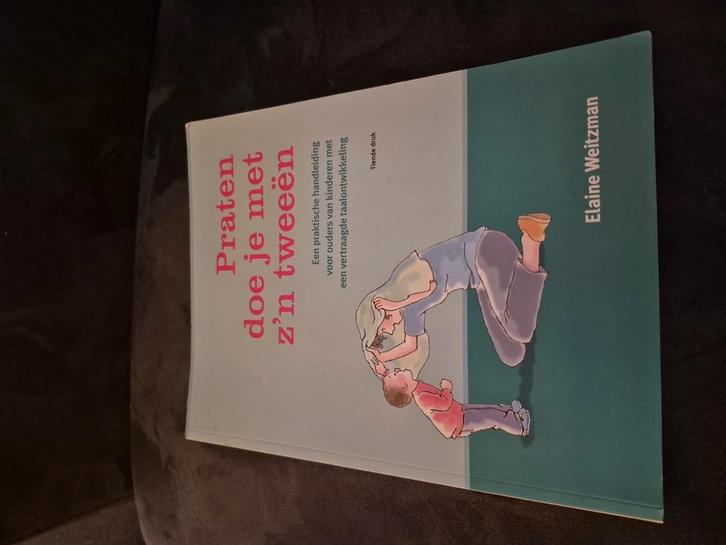 Praten
doe je met
z'n tweeën
Een praktische handleiding
voor ouders van kinderen met
een vertraagde taalontwikkeling
Tiende druk
Elaine Weitzman